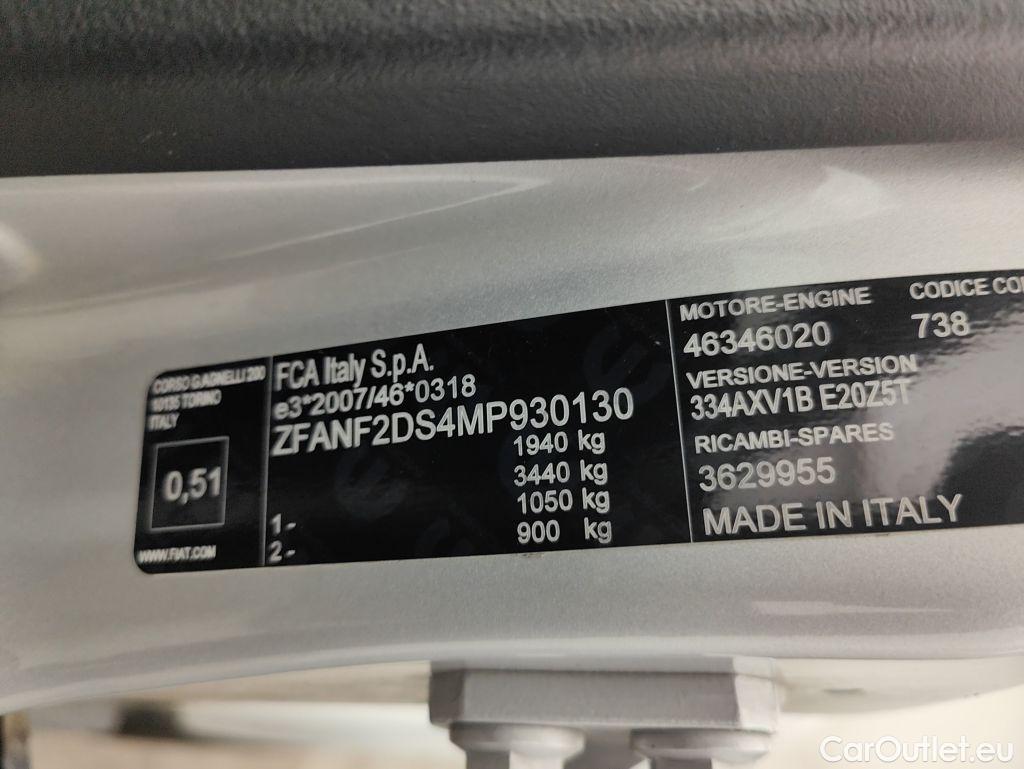 CORSO G.AGNELLI 200
10135 TORINO
ITALY
0,51
WWW.FIAT.COM
FCA Italy S.p.A.
e3*2007/46*0318
ZFANF2DS4MP930130
1940 kg
3440 kg
1- 1050 kg
2- 900 kg
MOTORE-ENGINE CODICE
46346020 738
VERSIONE-VERSION
334AXV1B E20Z5T
RICAMBI-SPARES
3629955
MADE IN ITALY
CarOutlet.eu